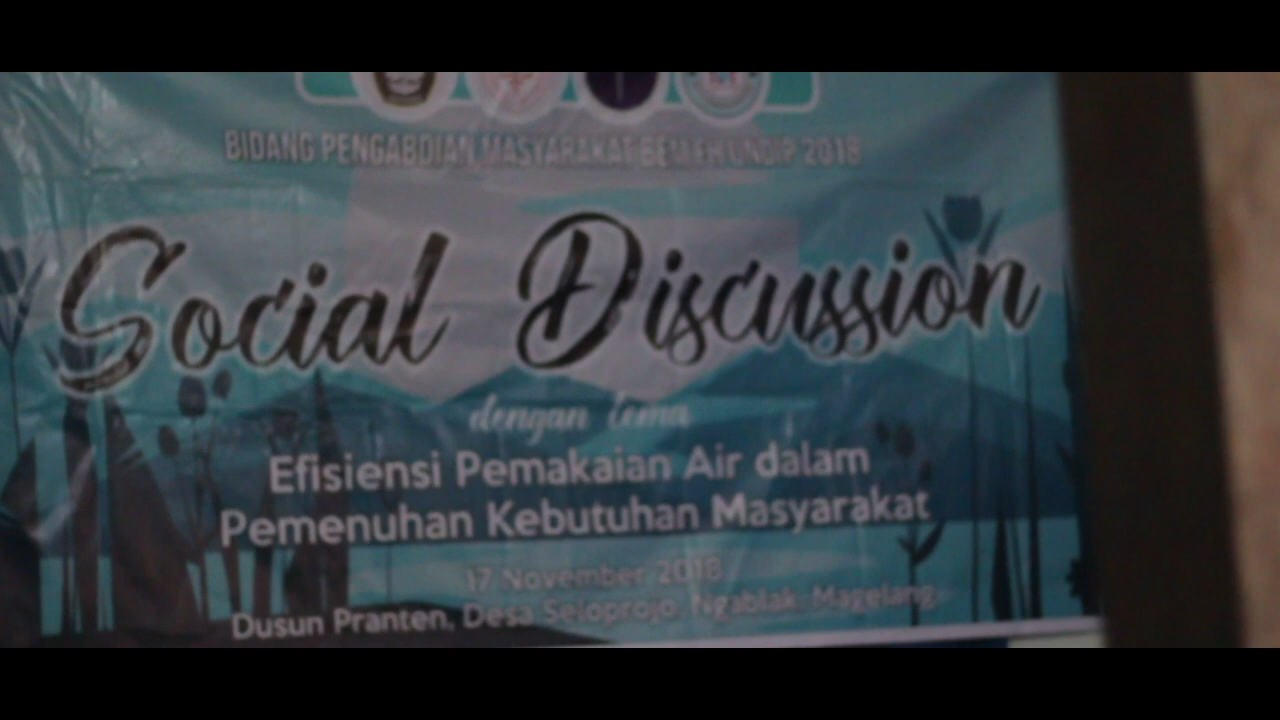 BIDANG PENGABDIAN MASYARAKAT BEM FH UNDIP 2018
Social Discussion
dengan tema
Efisiensi Pemakaian Air dalam
Pemenuhan Kebutuhan Masyarakat
17 November 2018
Dusun Pranten, Desa Seloprojo, Ngablak, Magelang